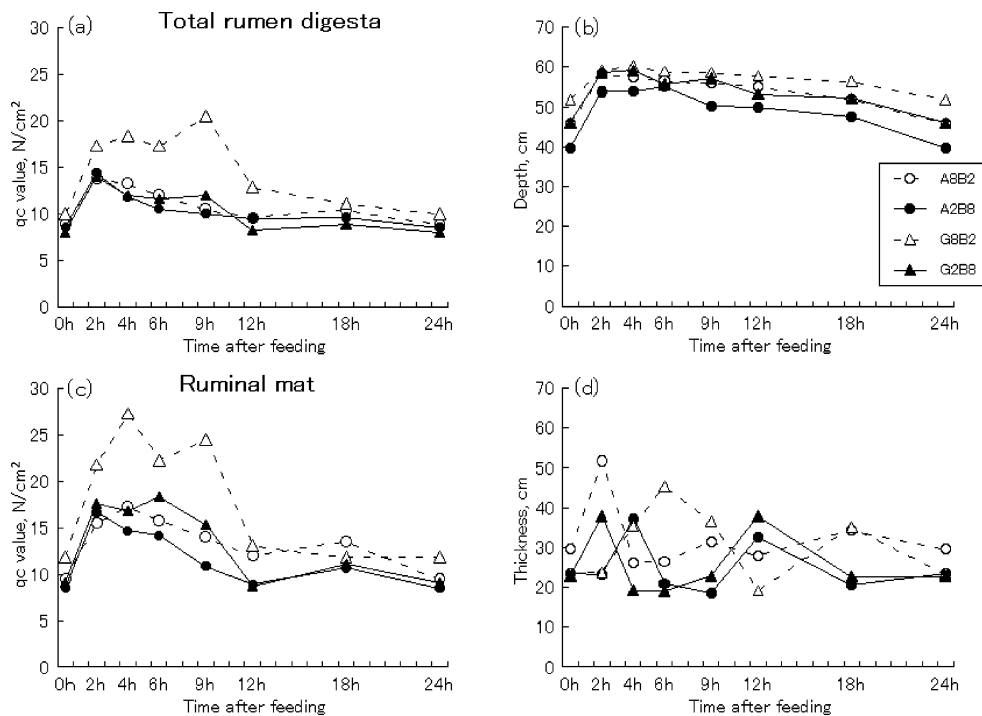 (a) Total rumen digesta
30
25
20
15
10
5
0
qc value, N/cm²
0h 2h 4h 6h 9h 12h 18h 24h
Time after feeding
(b)
70
60
50
40
30
20
10
0
Depth, cm
0h 2h 4h 6h 9h 12h 18h 24h
Time after feeding
A8B2
A2B8
G8B2
G2B8
(c) Ruminal mat
30
25
20
15
10
5
0
qc value, N/cm²
0h 2h 4h 6h 9h 12h 18h 24h
Time after feeding
(d)
60
50
40
30
20
10
0
Thickness, cm
0h 2h 4h 6h 9h 12h 18h 24h
Time after feeding